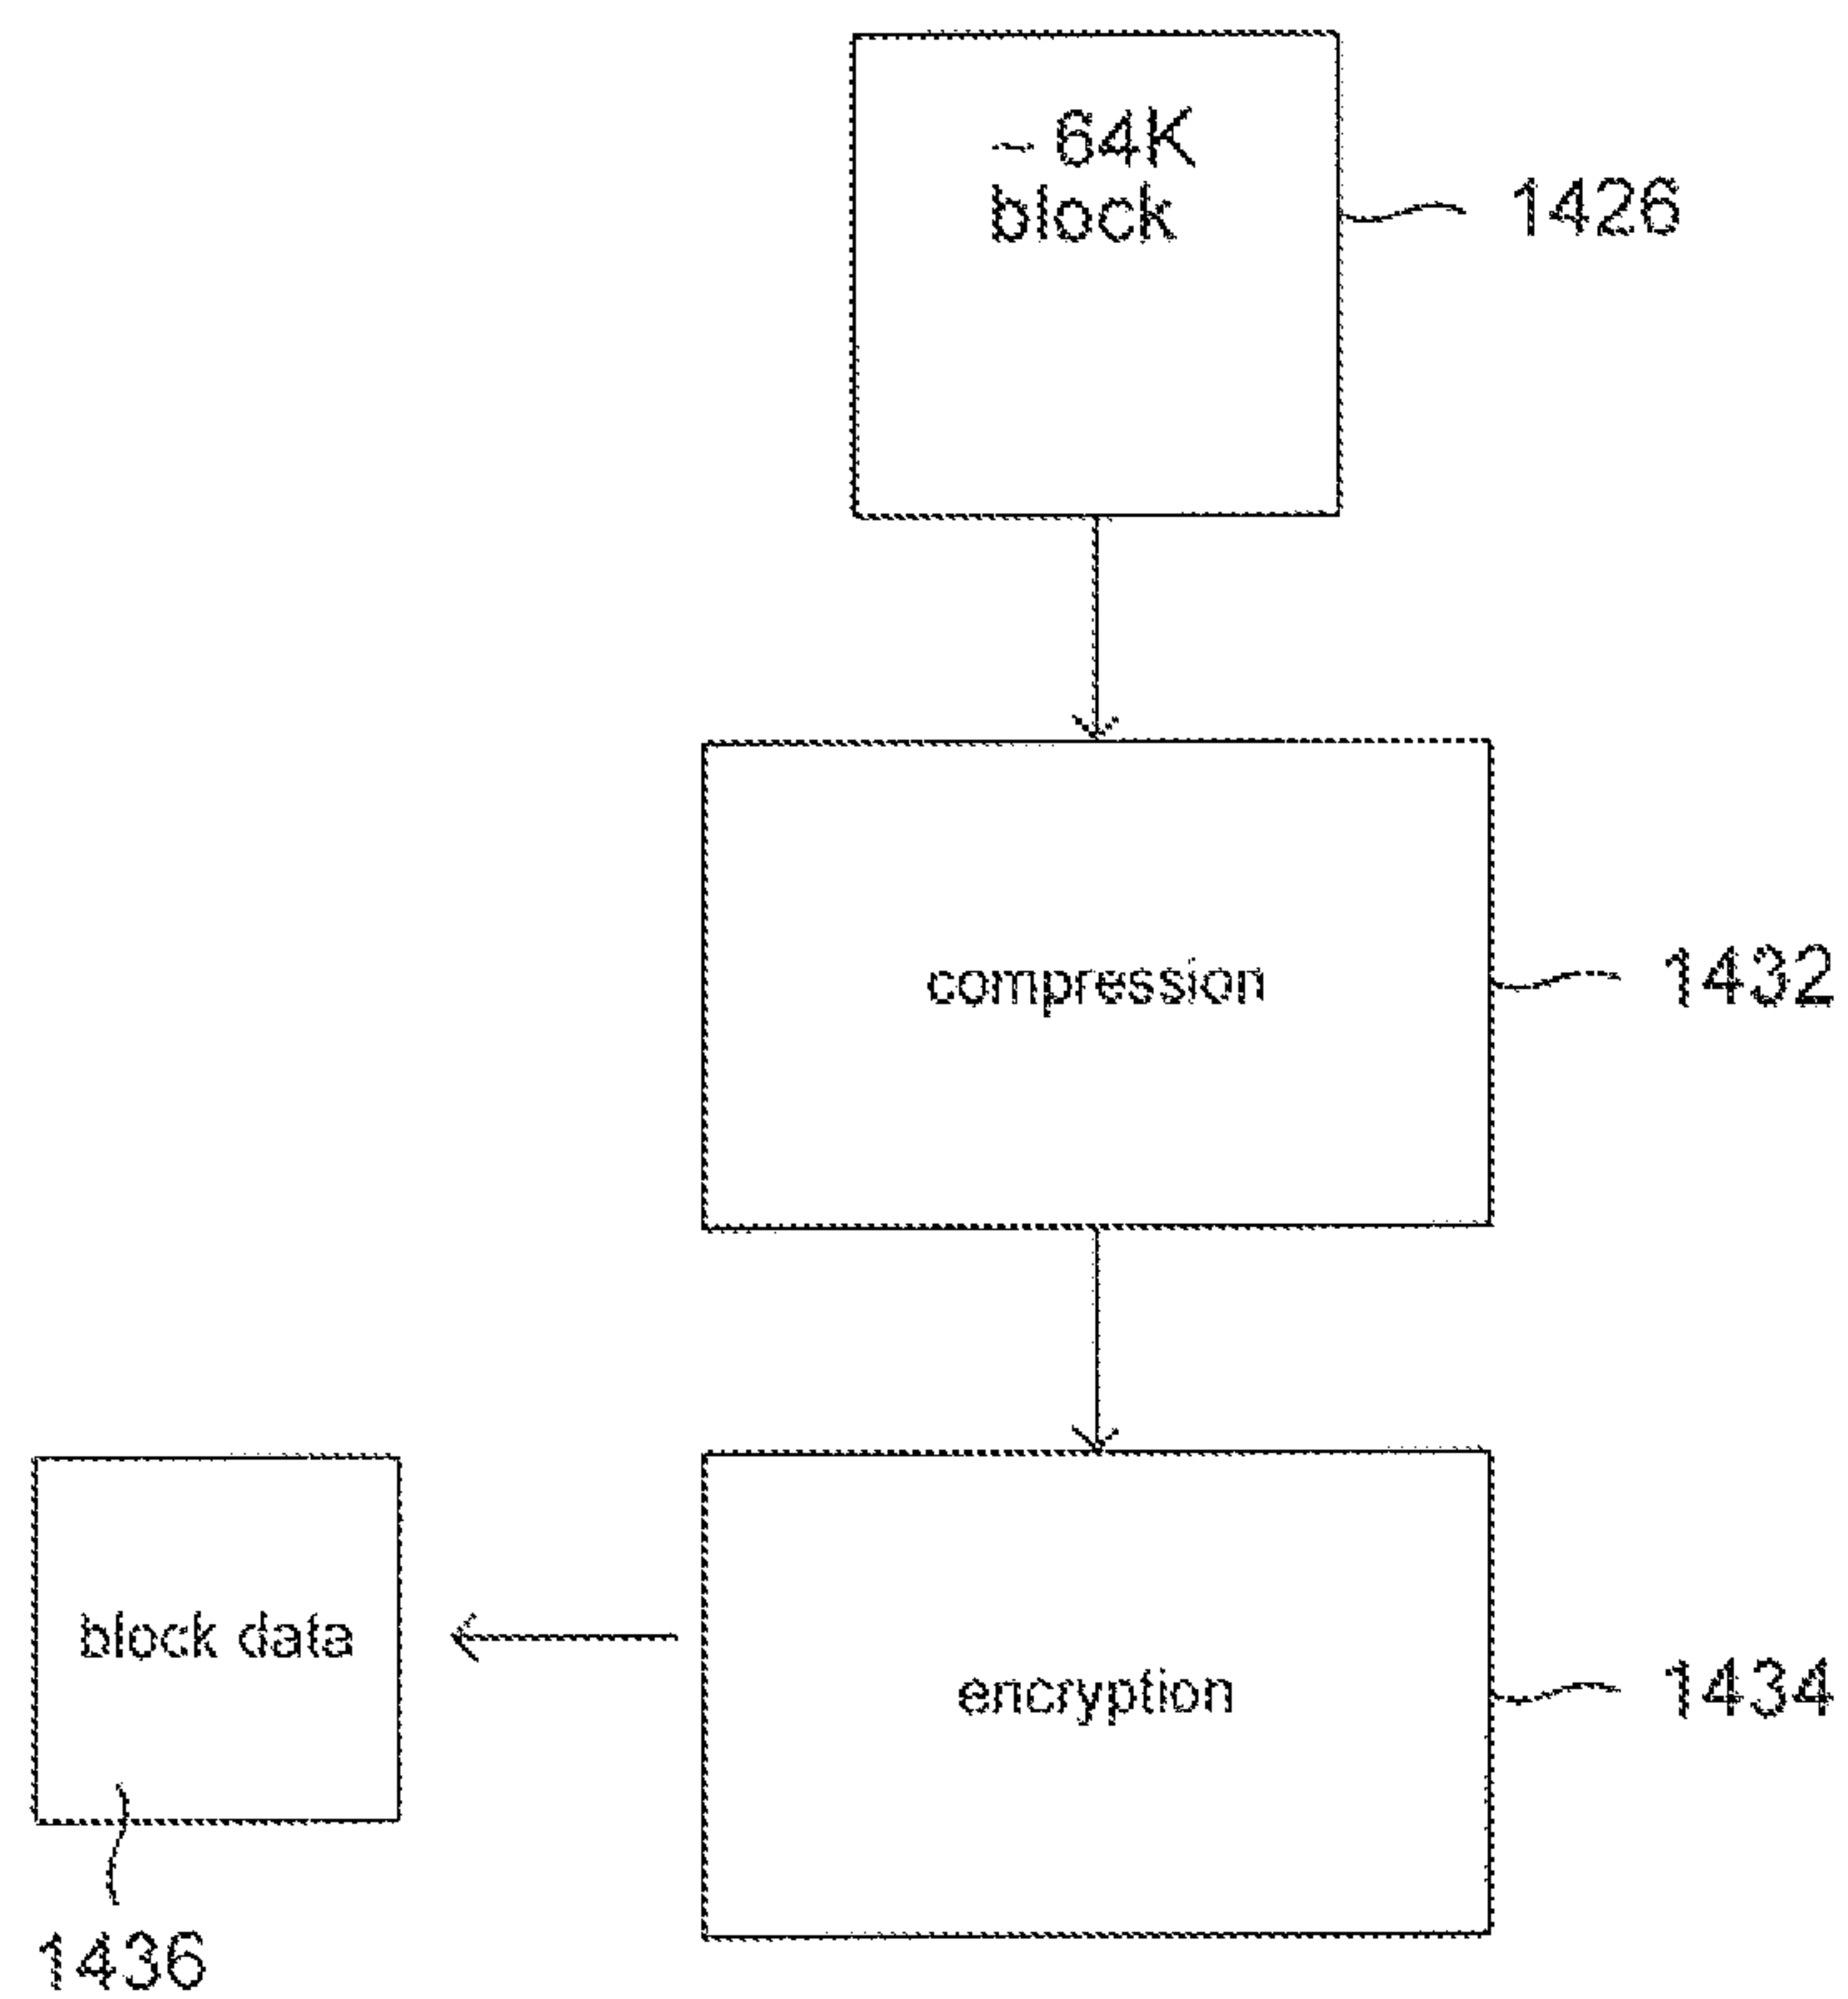 ~ 64K
block
1426
compression
1432
block data
encryption
1434
1436